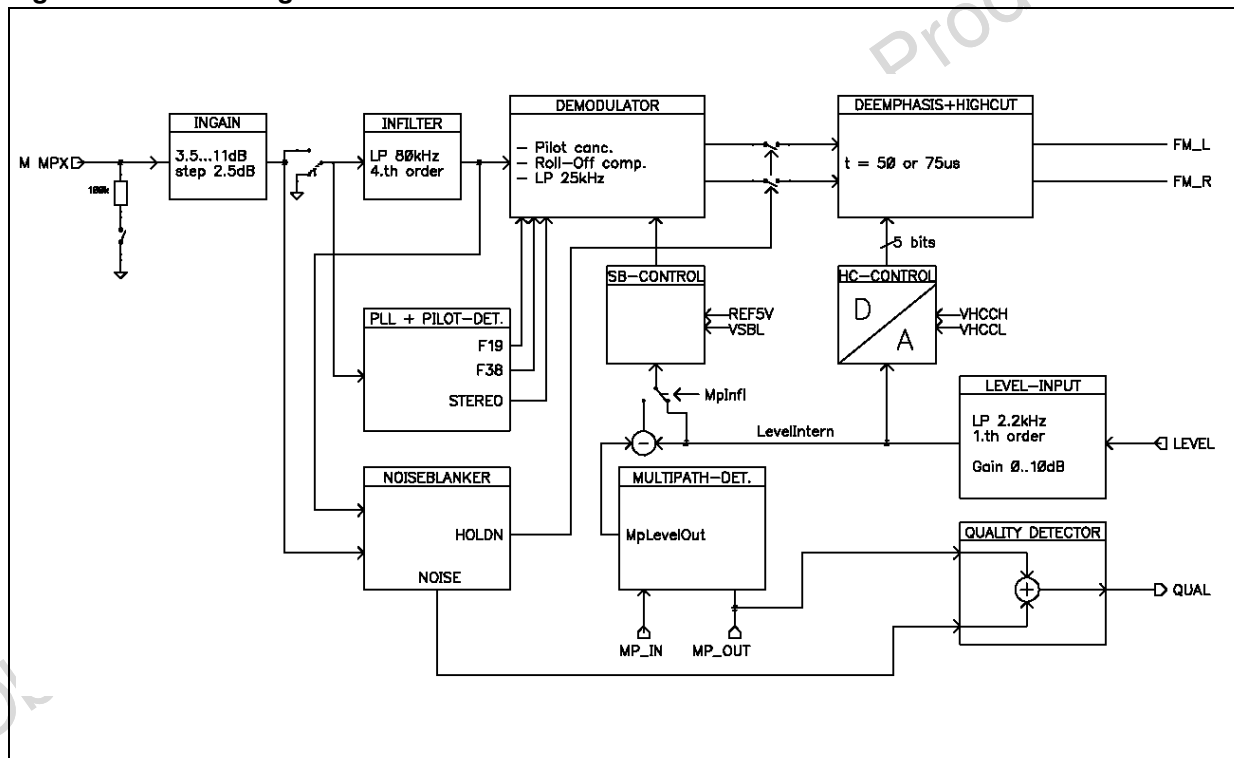 Produ
INGAIN
3.5...11dB
step 2.5dB
INFILTER
LP 80kHz
4.th order
DEMODULATOR
– Pilot canc.
– Roll-Off comp.
– LP 25kHz
DEEMPHASIS+HIGHCUT
t = 50 or 75us
M MPX
100k
FM_L
FM_R
5 bits
SB-CONTROL
REF5V
VSBL
HC-CONTROL
D
A
VHCCH
VHCCL
PLL + PILOT-DET.
F19
F38
STEREO
MpInfl
LevelIntern
LEVEL-INPUT
LP 2.2kHz
1.th order
Gain 0..10dB
LEVEL
NOISEBLANKER
HOLDN
NOISE
MULTIPATH-DET.
MpLevelOut
MP_IN
MP_OUT
QUALITY DETECTOR
QUAL